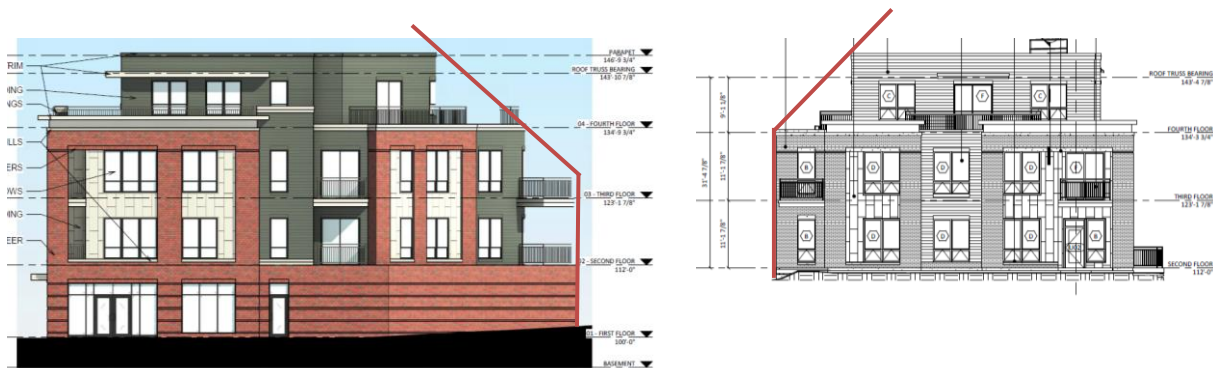 TRIM
DING
NGS
ILLS
ERS
OWS
DING
EER
PARAPET
146'-9 3/4"
ROOF TRUSS BEARING
143'-10 7/8"
04 - FOURTH FLOOR
134'-9 3/4"
03 - THIRD FLOOR
123'-1 7/8"
02 - SECOND FLOOR
112'-0"
01 - FIRST FLOOR
100'-0"
BASEMENT
ROOF TRUSS BEARING
143'-4 7/8"
FOURTH FLOOR
134'-3 3/4"
THIRD FLOOR
123'-1 7/8"
SECOND FLOOR
112'-0"
9'-1 1/8"
11'-1 7/8"
11'-1 7/8"
31'-4 7/8"
C F C
B D D D
B D D D B